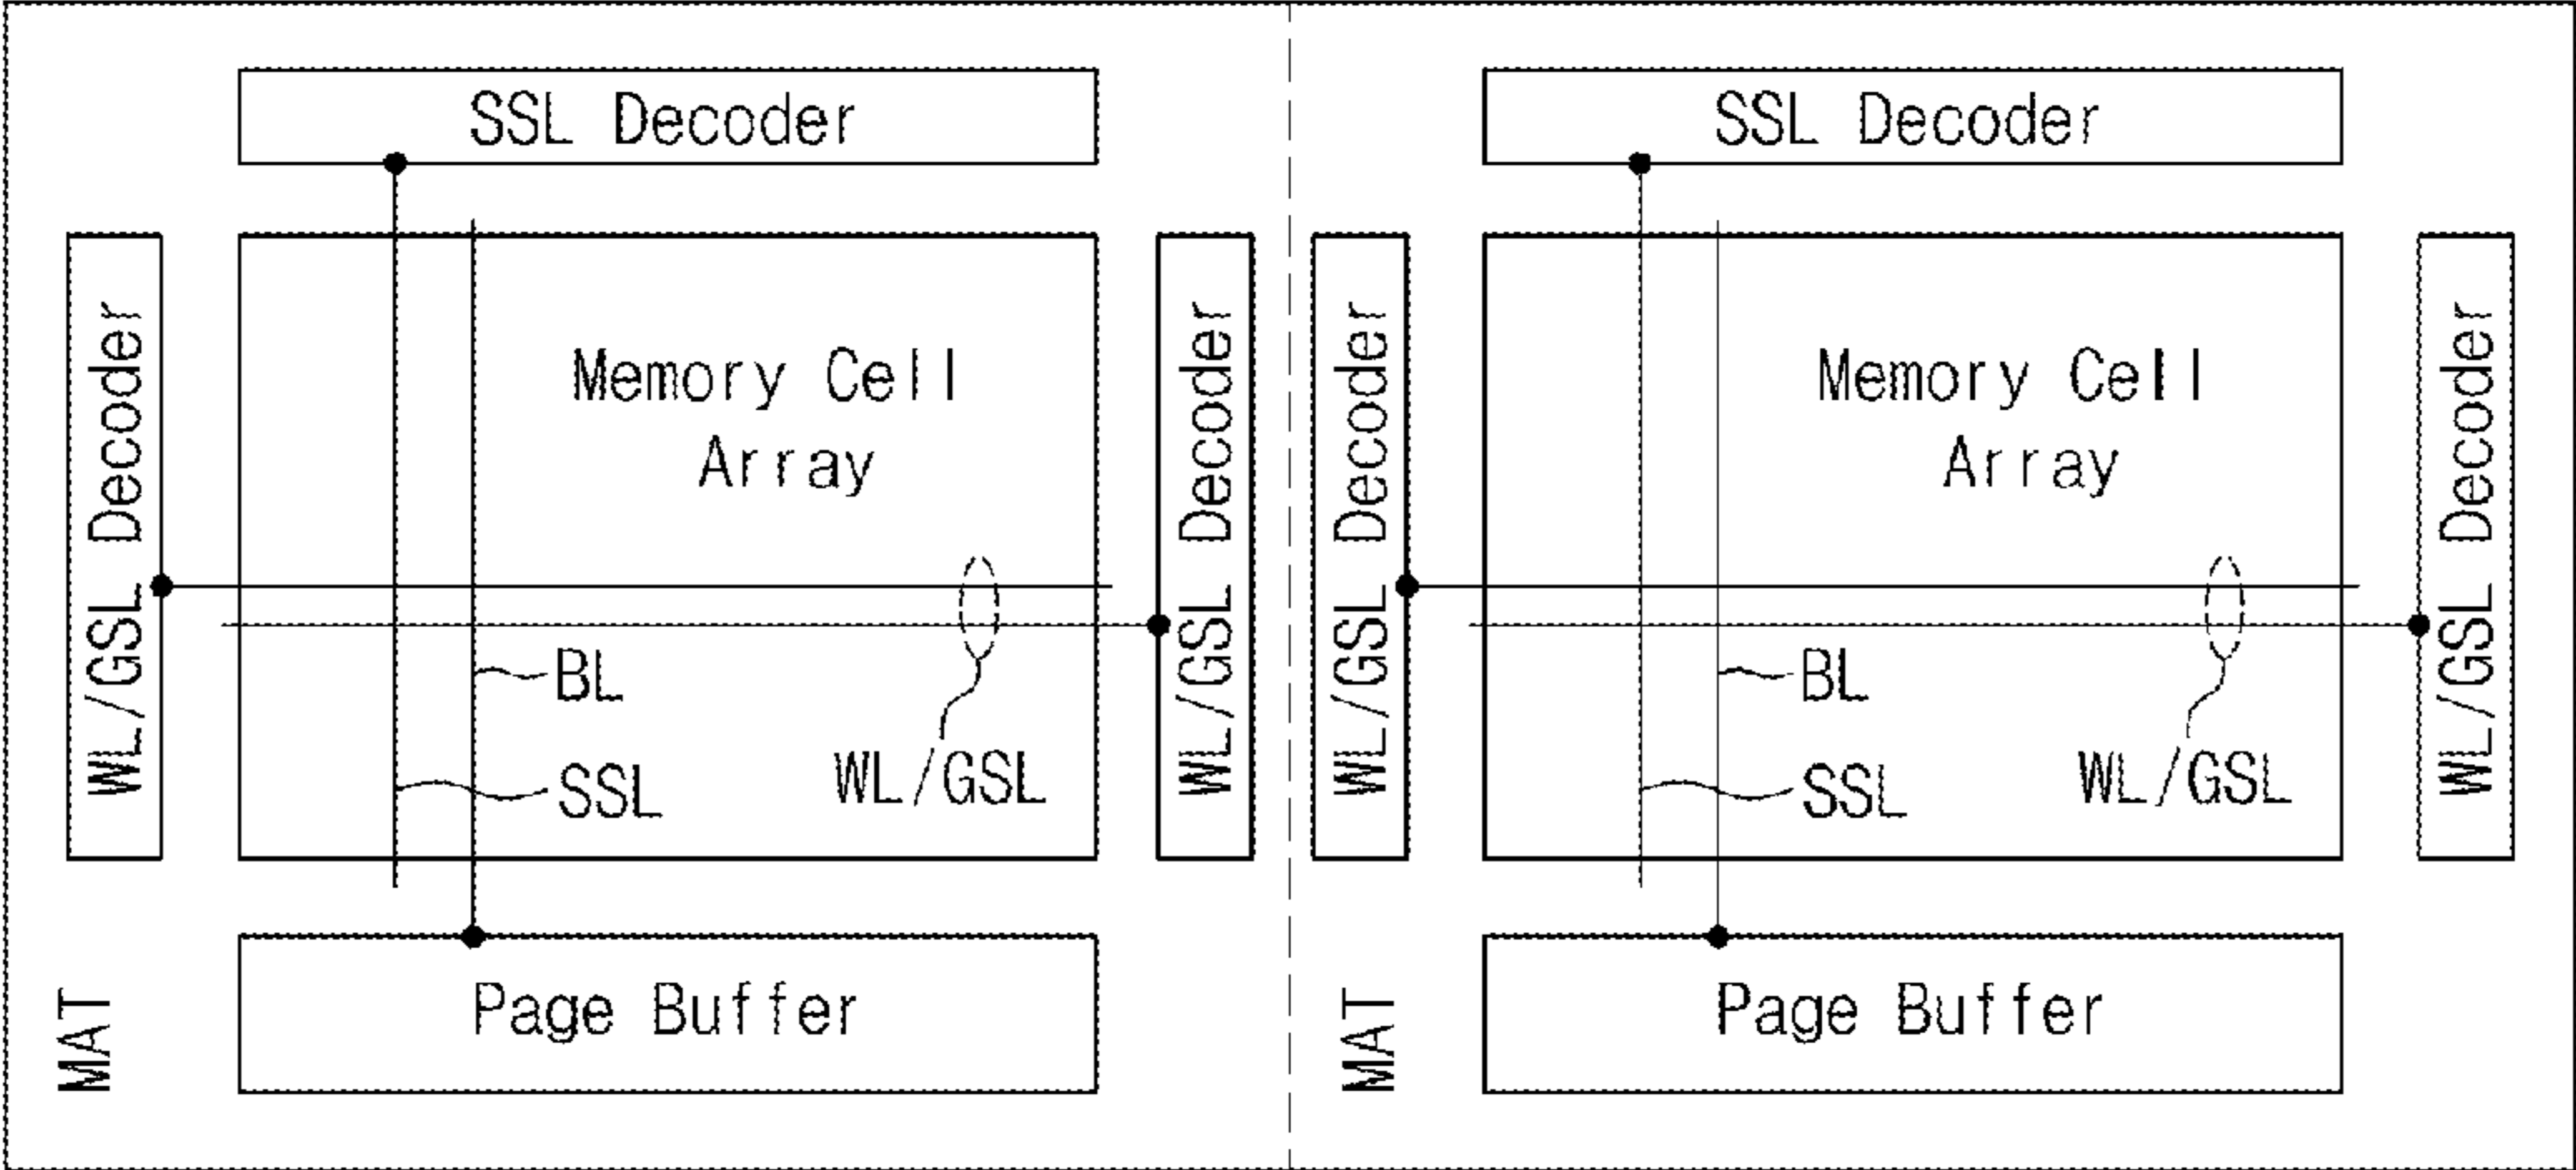 SSL Decoder
WL/GSL Decoder
Memory Cell
Array
WL/GSL Decoder
BL
SSL
WL/GSL
Page Buffer
MAT
SSL Decoder
WL/GSL Decoder
Memory Cell
Array
WL/GSL Decoder
BL
SSL
WL/GSL
Page Buffer
MAT